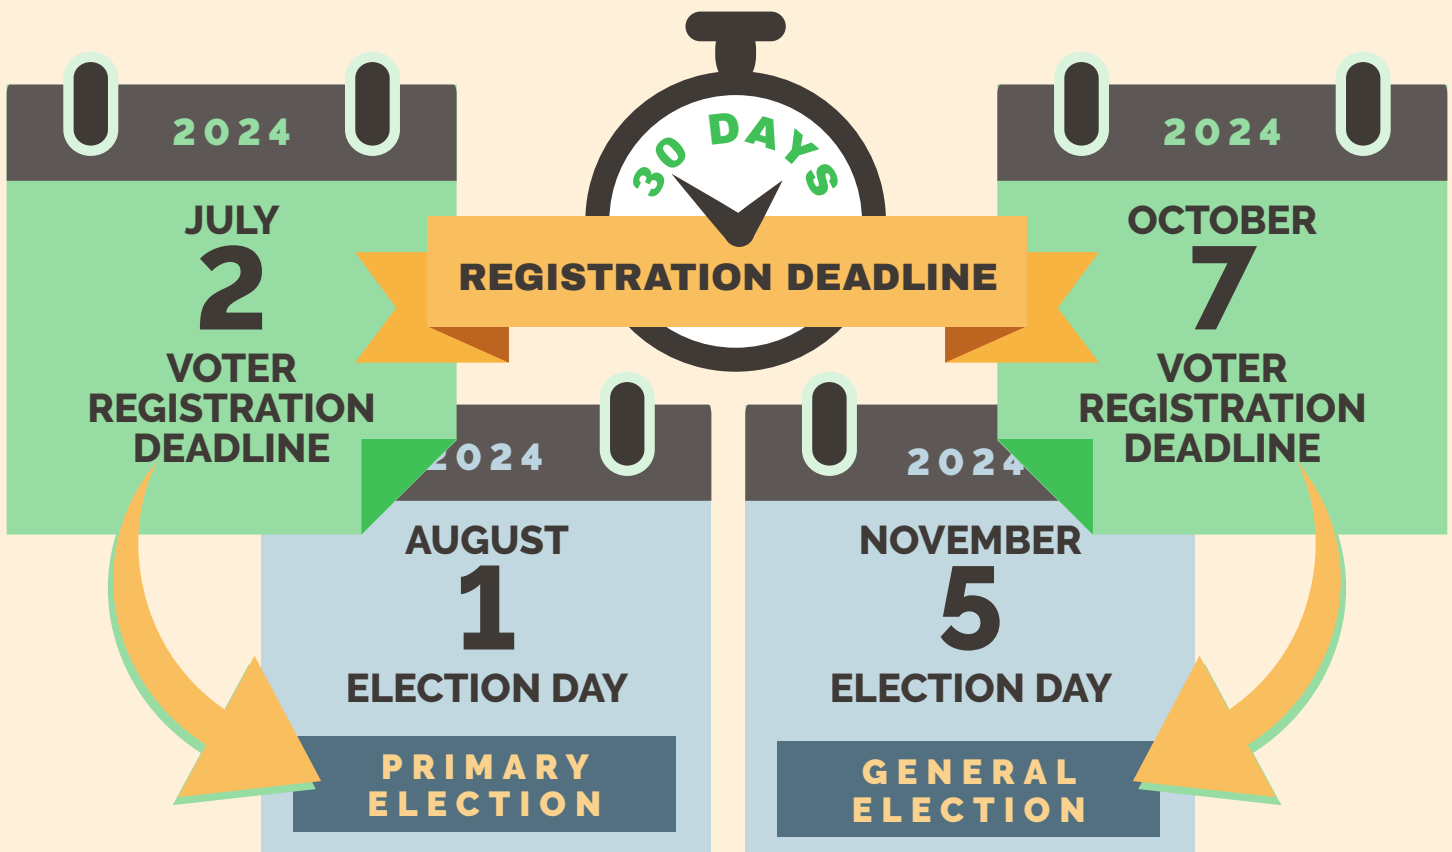 30 DAYS
REGISTRATION DEADLINE
2024
JULY
2
VOTER
REGISTRATION
DEADLINE
2024
OCTOBER
7
VOTER
REGISTRATION
DEADLINE
2024
AUGUST
1
ELECTION DAY
PRIMARY
ELECTION
2024
NOVEMBER
5
ELECTION DAY
GENERAL
ELECTION